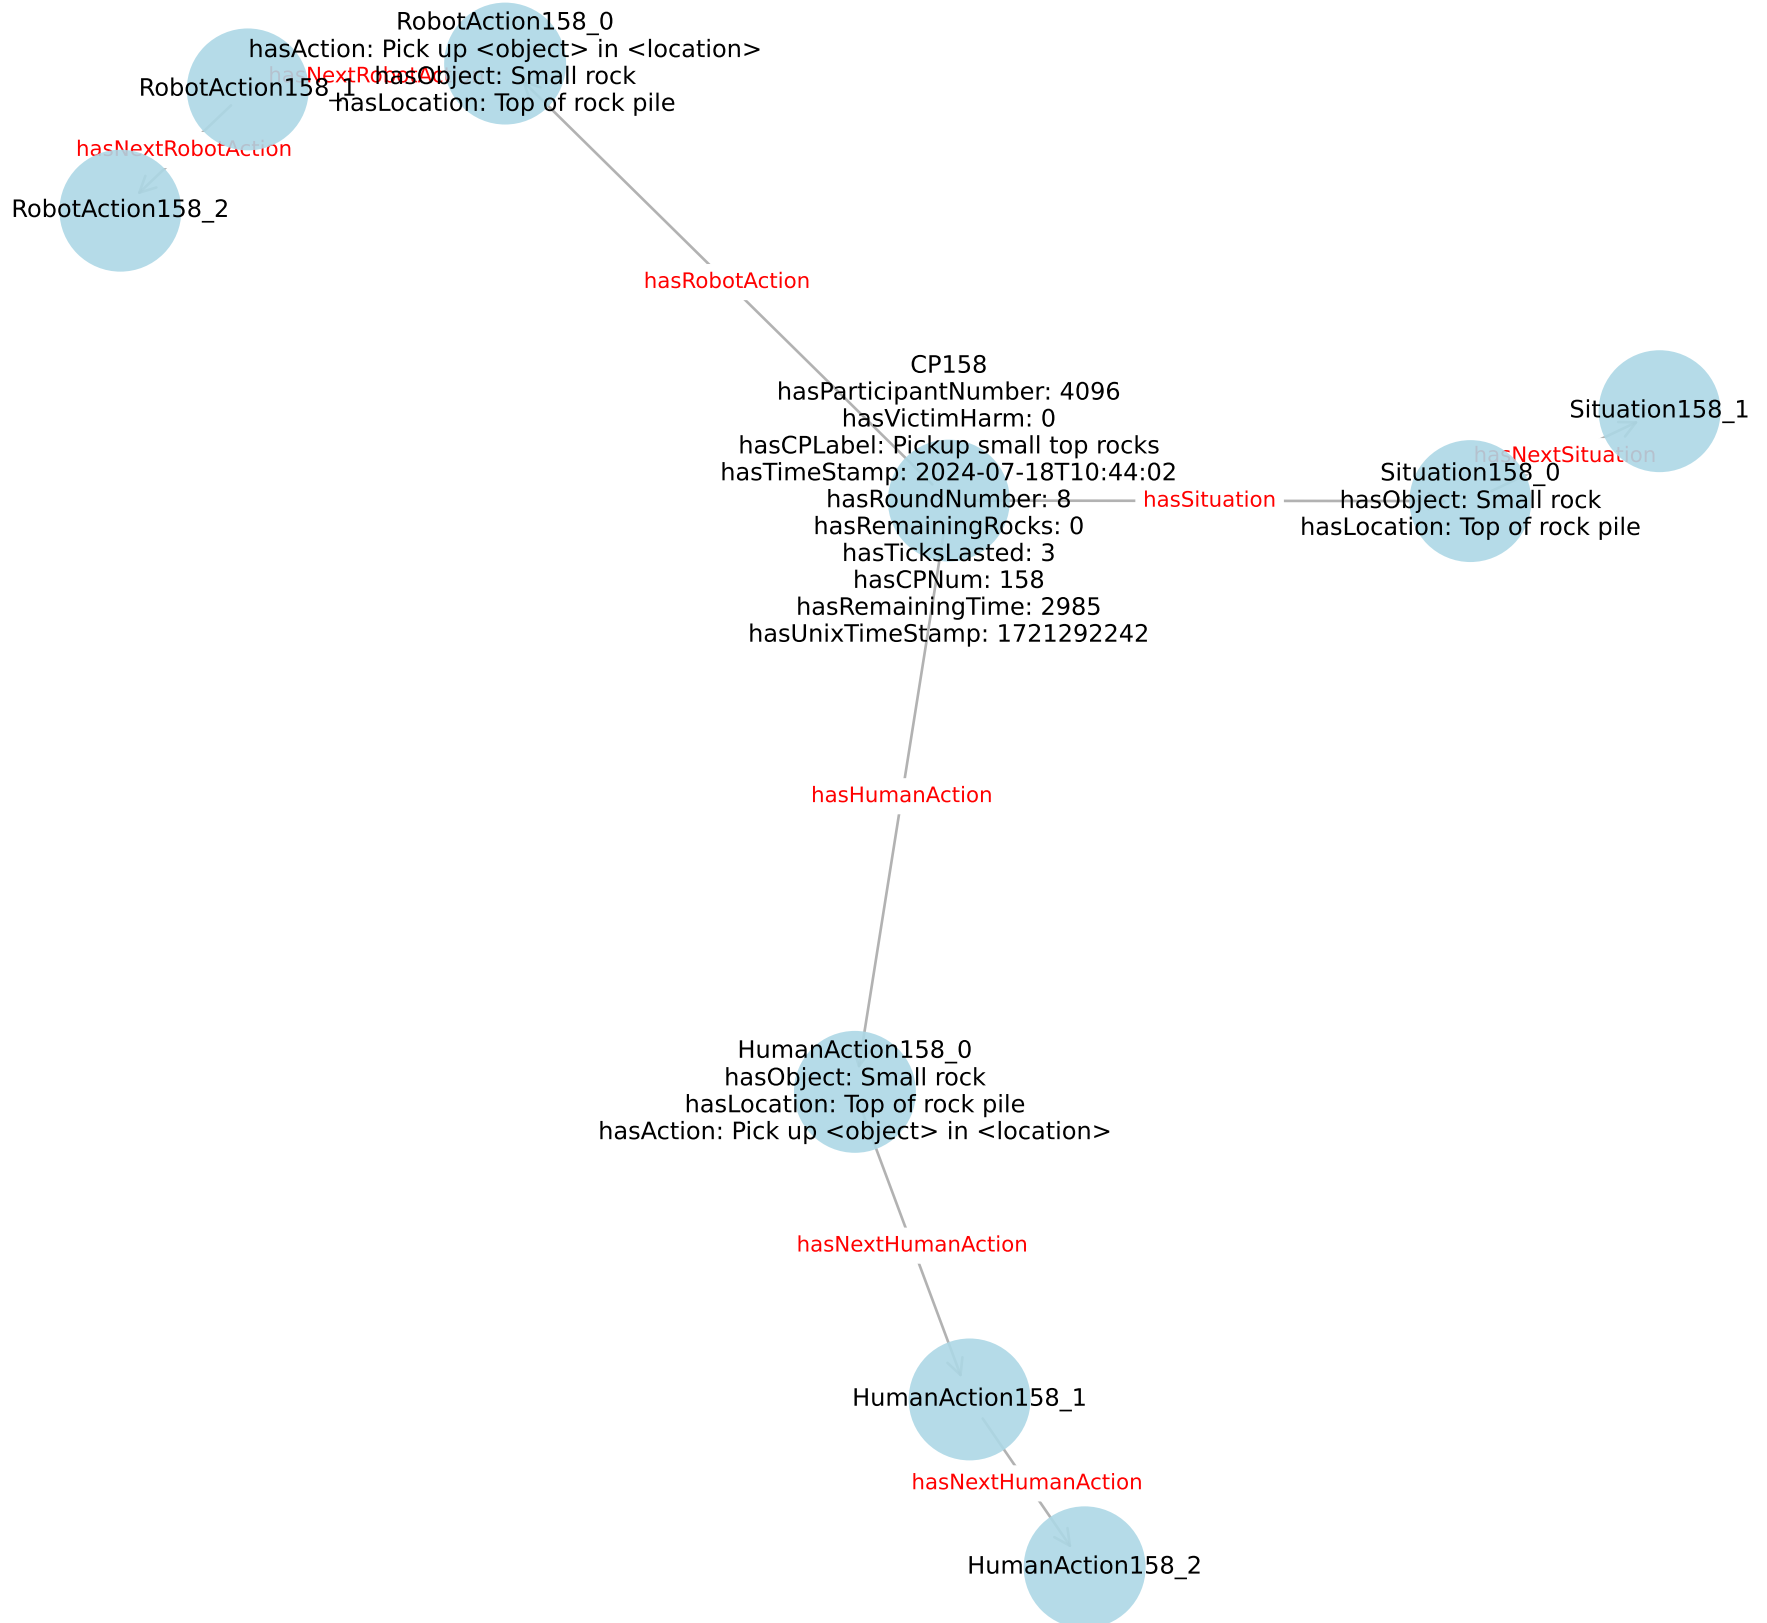 RobotAction158_0
hasAction: Pick up <object> in <location>
hasObject: Small rock
hasLocation: Top of rock pile
RobotAction158_1
hasNextRobotAction
RobotAction158_2
hasRobotAction
CP158
hasParticipantNumber: 4096
hasVictimHarm: 0
hasCPLabel: Pickup small top rocks
hasTimeStamp: 2024-07-18T10:44:02
hasRoundNumber: 8
hasRemainingRocks: 0
hasTicksLasted: 3
hasCPNum: 158
hasRemainingTime: 2985
hasUnixTimeStamp: 1721292242
hasSituation
Situation158_1
hasNextSituation
Situation158_0
hasObject: Small rock
hasLocation: Top of rock pile
hasHumanAction
HumanAction158_0
hasObject: Small rock
hasLocation: Top of rock pile
hasAction: Pick up <object> in <location>
hasNextHumanAction
HumanAction158_1
hasNextHumanAction
HumanAction158_2